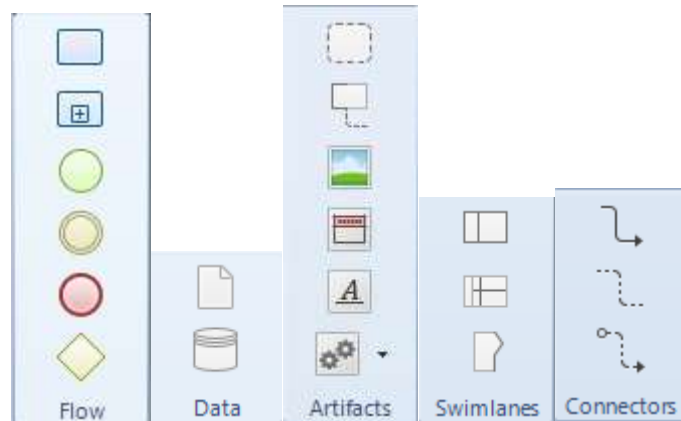 A
Flow
Data
Artifacts
Swimlanes
Connectors